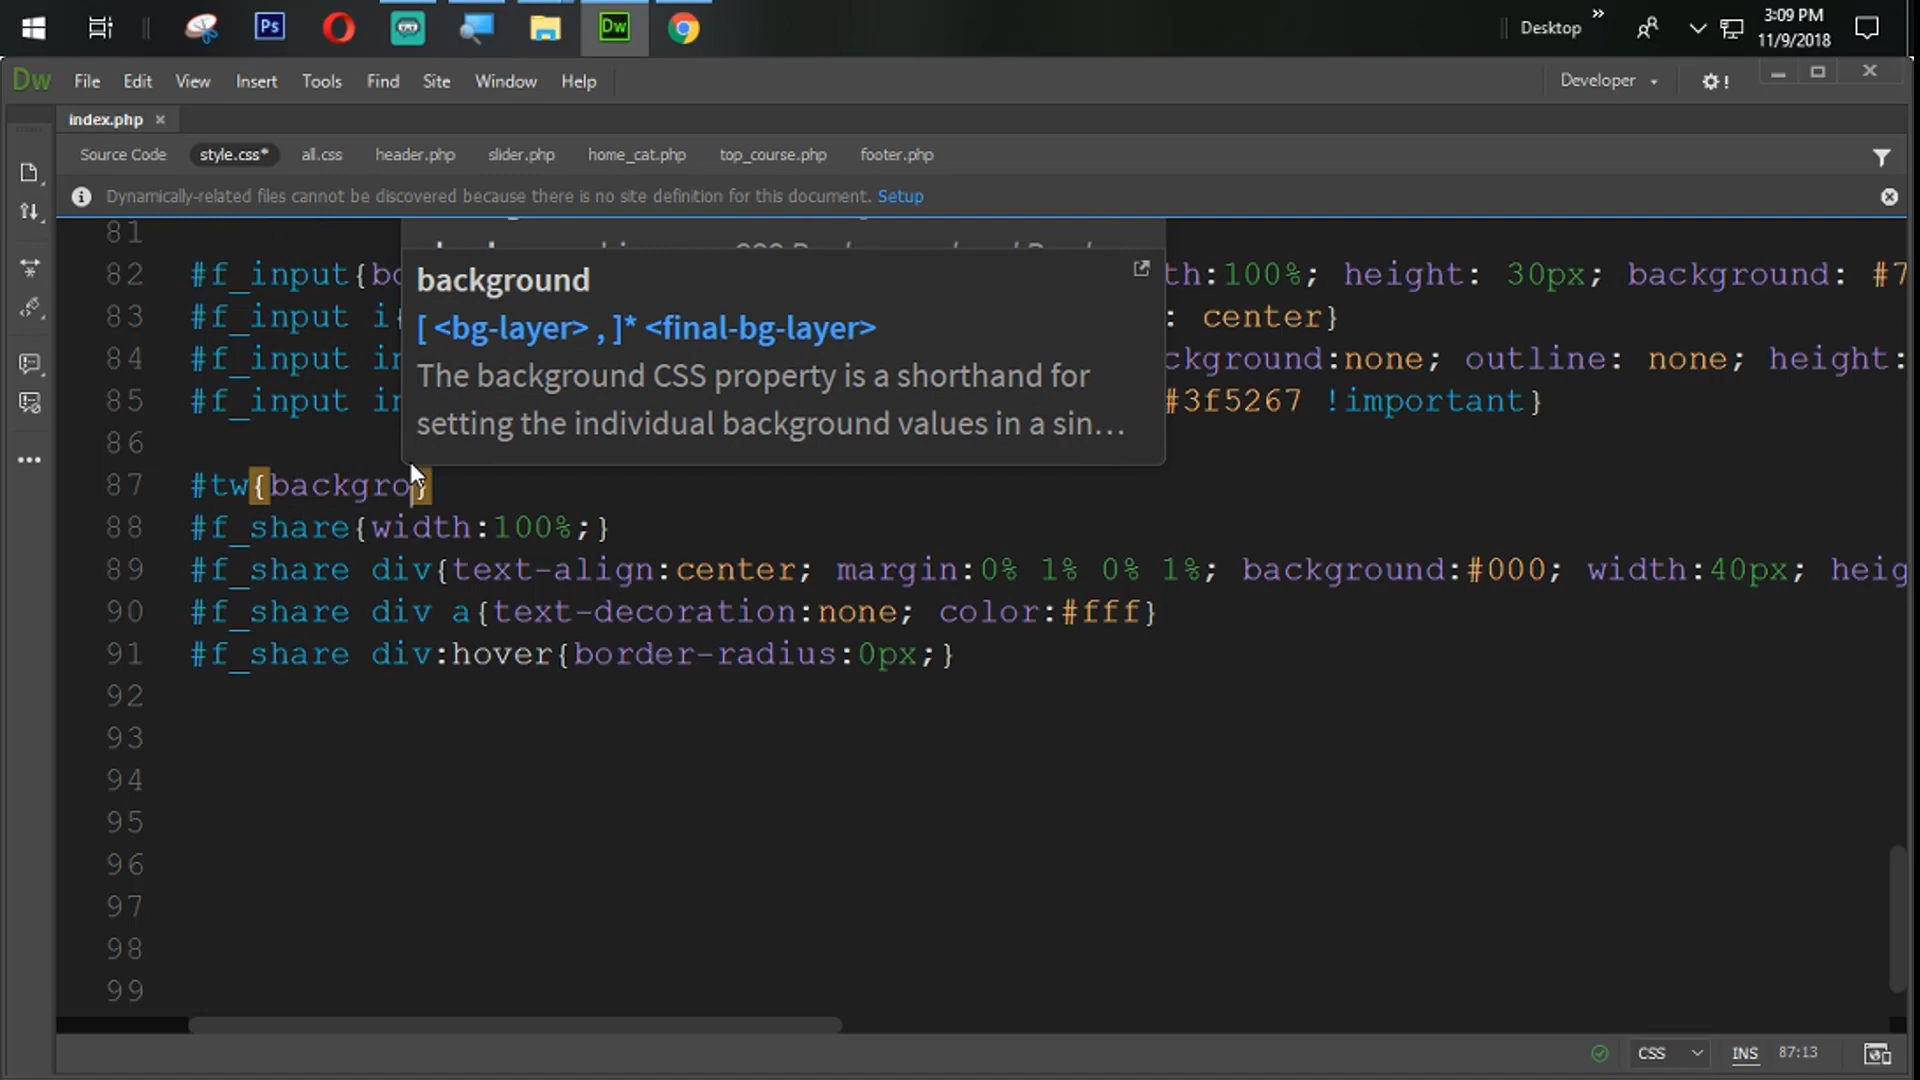 Ps
Dw
Desktop
»
3:09 PM
11/9/2018
Dw File Edit View Insert Tools Find Site Window Help
Developer
!
index.php ×
Source Code style.css* all.css header.php slider.php home_cat.php top_course.php footer.php
Dynamically-related files cannot be discovered because there is no site definition for this document. Setup
81
82 #f_input{bo th:100%; height: 30px; background: #7
83 #f_input i{ : center}
84 #f_input in ckground:none; outline: none; height:
85 #f_input in #3f5267 !important}
background
[ <bg-layer> , ]* <final-bg-layer>
The background CSS property is a shorthand for
setting the individual background values in a sin...
86
87 #tw{backgro}
88 #f_share{width:100%;}
89 #f_share div{text-align:center; margin:0% 1% 0% 1%; background:#000; width:40px; heig
90 #f_share div a{text-decoration:none; color:#fff}
91 #f_share div:hover{border-radius:0px;}
92
93
94
95
96
97
98
99
CSS INS 87:13